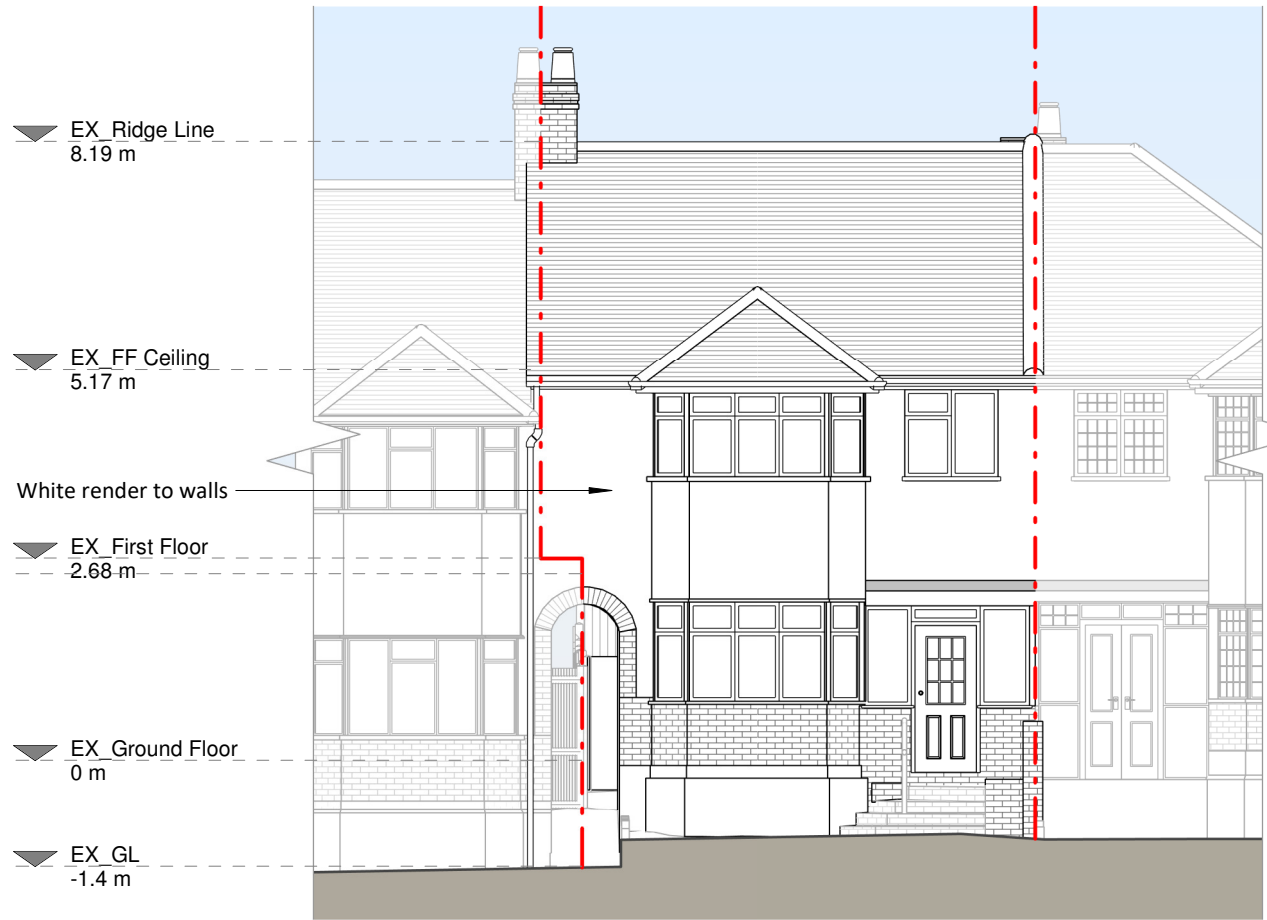 EX_Ridge Line
8.19 m
EX_FF Ceiling
5.17 m
White render to walls
EX_First Floor
2.68 m
EX_Ground Floor
0 m
EX_GL
-1.4 m